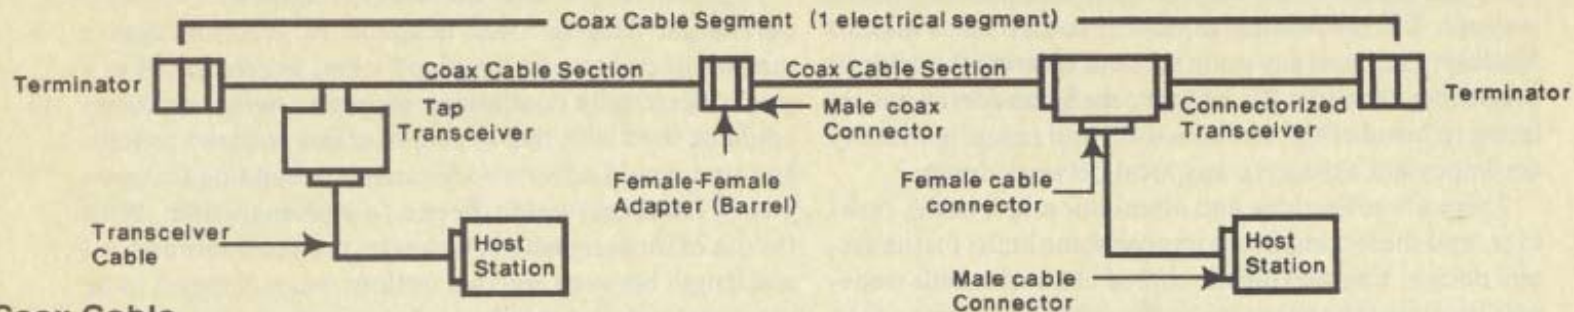 Coax Cable Segment (1 electrical segment)
Terminator
Coax Cable Section
Coax Cable Section
Terminator
Tap
Transceiver
Male coax
Connector
Connectorized
Transceiver
Female-Female
Adapter (Barrel)
Female cable
connector
Transceiver
Cable
Host
Station
Host
Station
Male cable
Connector
Coax Cable